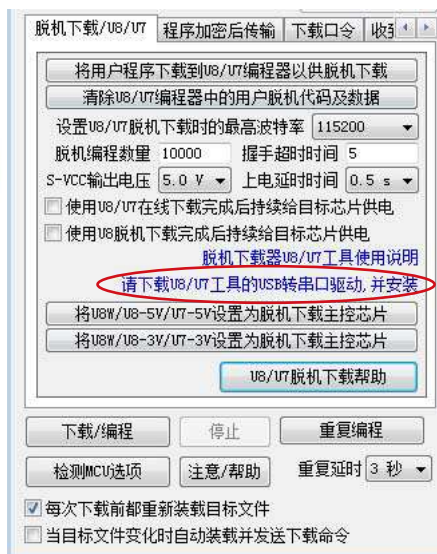 脱机下载/U8/U7 程序加密后传输 下载口令
将用户程序下载到U8/U7编程器以供脱机下载
清除U8/U7编程器中的用户脱机代码及数据
设置U8/U7脱机下载时的最高波特率 115200
脱机编程数量 10000 握手超时时间 5
S-VCC输出电压 5.0 V 上电延时时间 0.5 s
使用U8/U7在线下载完成后持续给目标芯片供电
使用U8脱机下载完成后持续给目标芯片供电
脱机下载器U8/U7工具使用说明
请下载U8/U7工具的USB转串口驱动,并安装
将U8W/U8-5V/U7-5V设置为脱机下载主控芯片
将U8W/U8-3V/U7-3V设置为脱机下载主控芯片
U8/U7脱机下载帮助
下载/编程 停止 重复编程
检测MCU选项 注意/帮助 重复延时 3 秒
每次下载前都重新装载目标文件
当目标文件变化时自动装载并发送下载命令